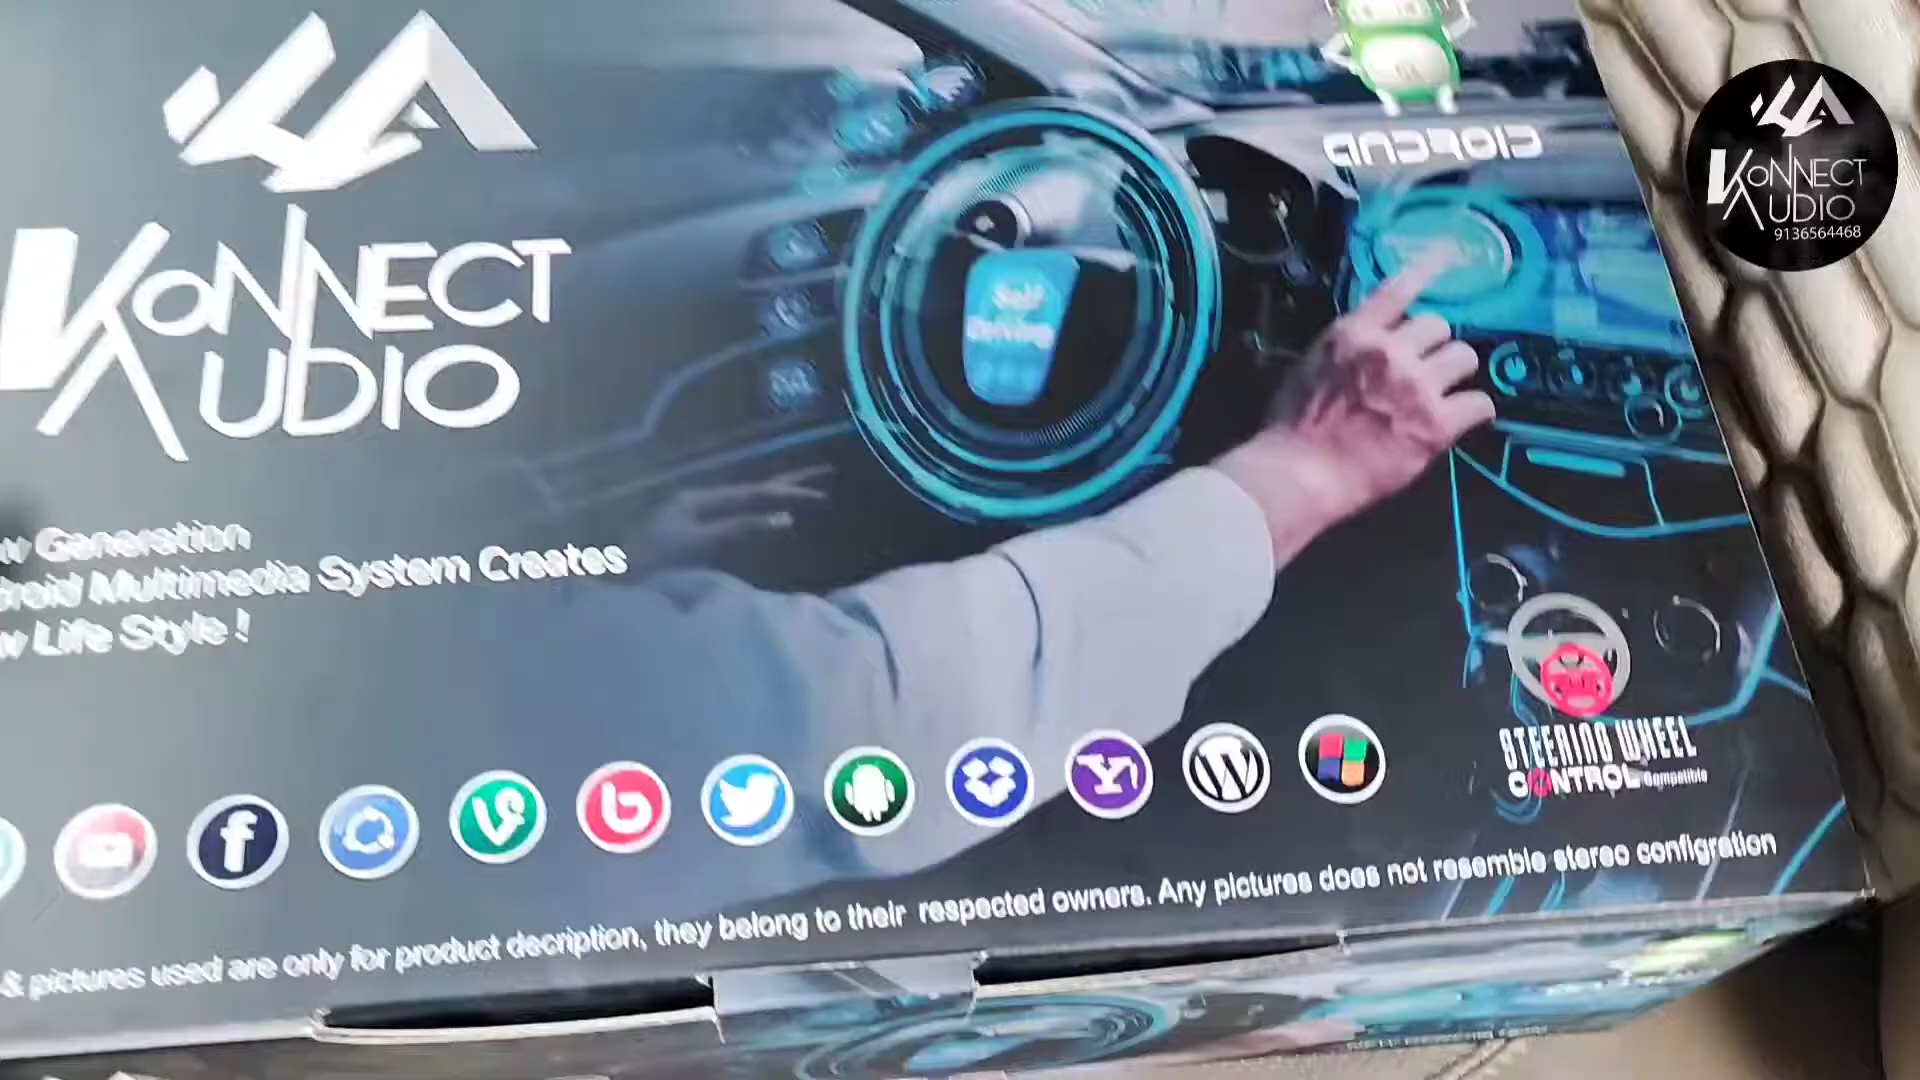 KONNECT
AUDIO
Generation
Multimedia System Creates
Life Style !
ANDROID
Self
Driving
STEERING WHEEL
CONTROL Compatible
& pictures used are only for product decription, they belong to their respected owners. Any pictures does not resemble stereo configration
KONNECT
AUDIO
9136564468